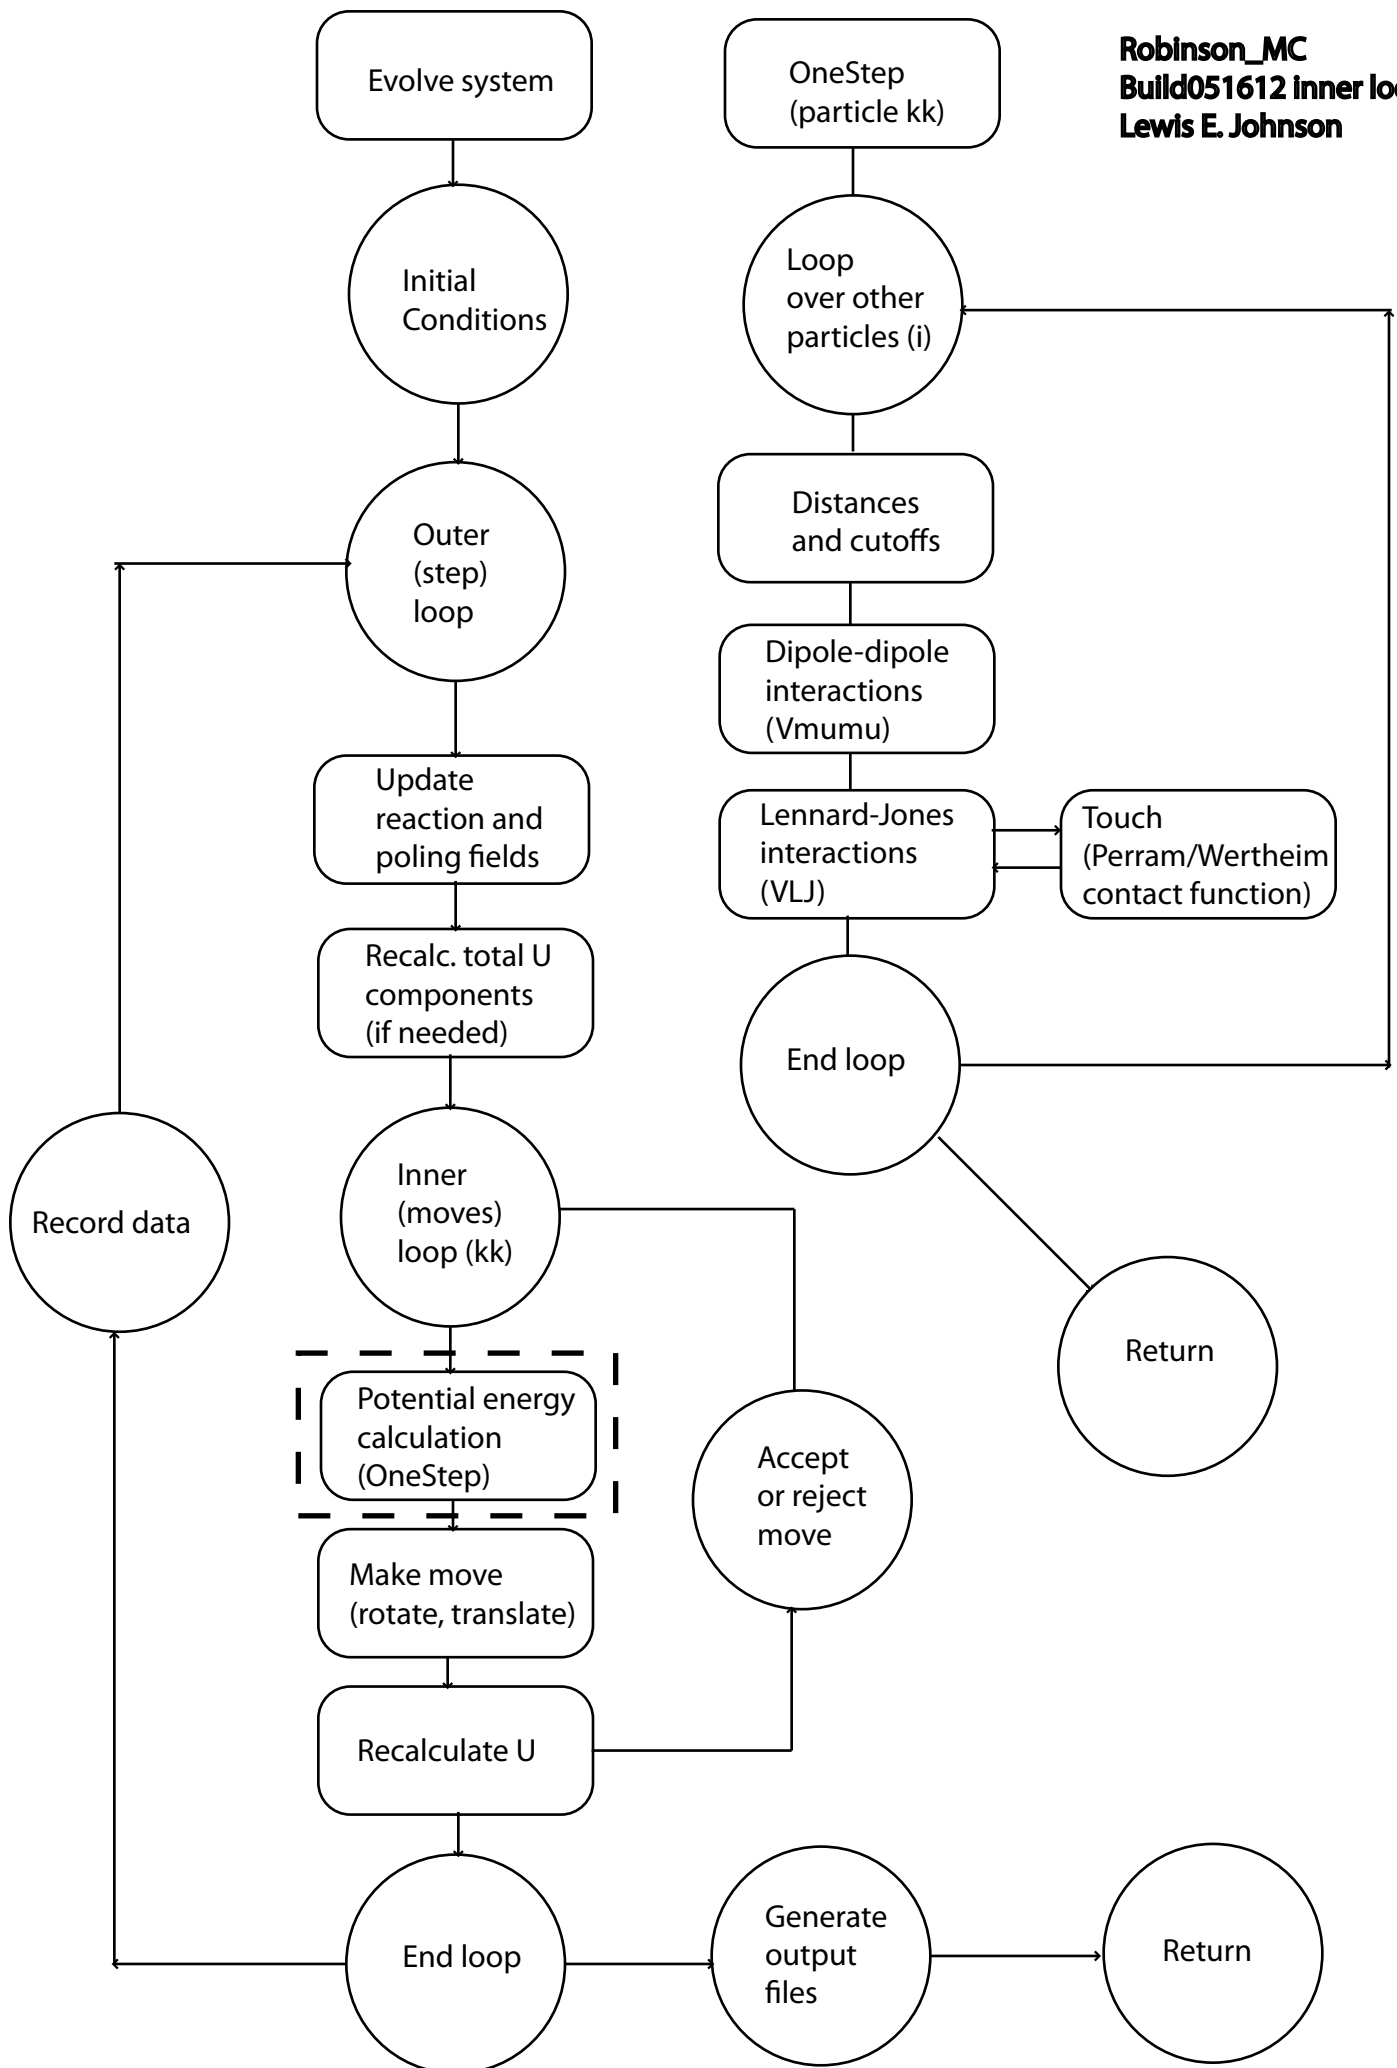 Evolve system
Initial
Conditions
Outer
(step)
loop
Update
reaction and
poling fields
Recalc. total U
components
(if needed)
Inner
(moves)
loop (kk)
Record data
Potential energy
calculation
(OneStep)
Make move
(rotate, translate)
Recalculate U
Accept
or reject
move
End loop
Generate
output
files
Return
OneStep
(particle kk)
Loop
over other
particles (i)
Distances
and cutoffs
Dipole-dipole
interactions
(Vmumu)
Lennard-Jones
interactions
(VLJ)
Touch
(Perram/Wertheim
contact function)
End loop
Return
Robinson_MC
Build051612 inner
Lewis E. Johnson